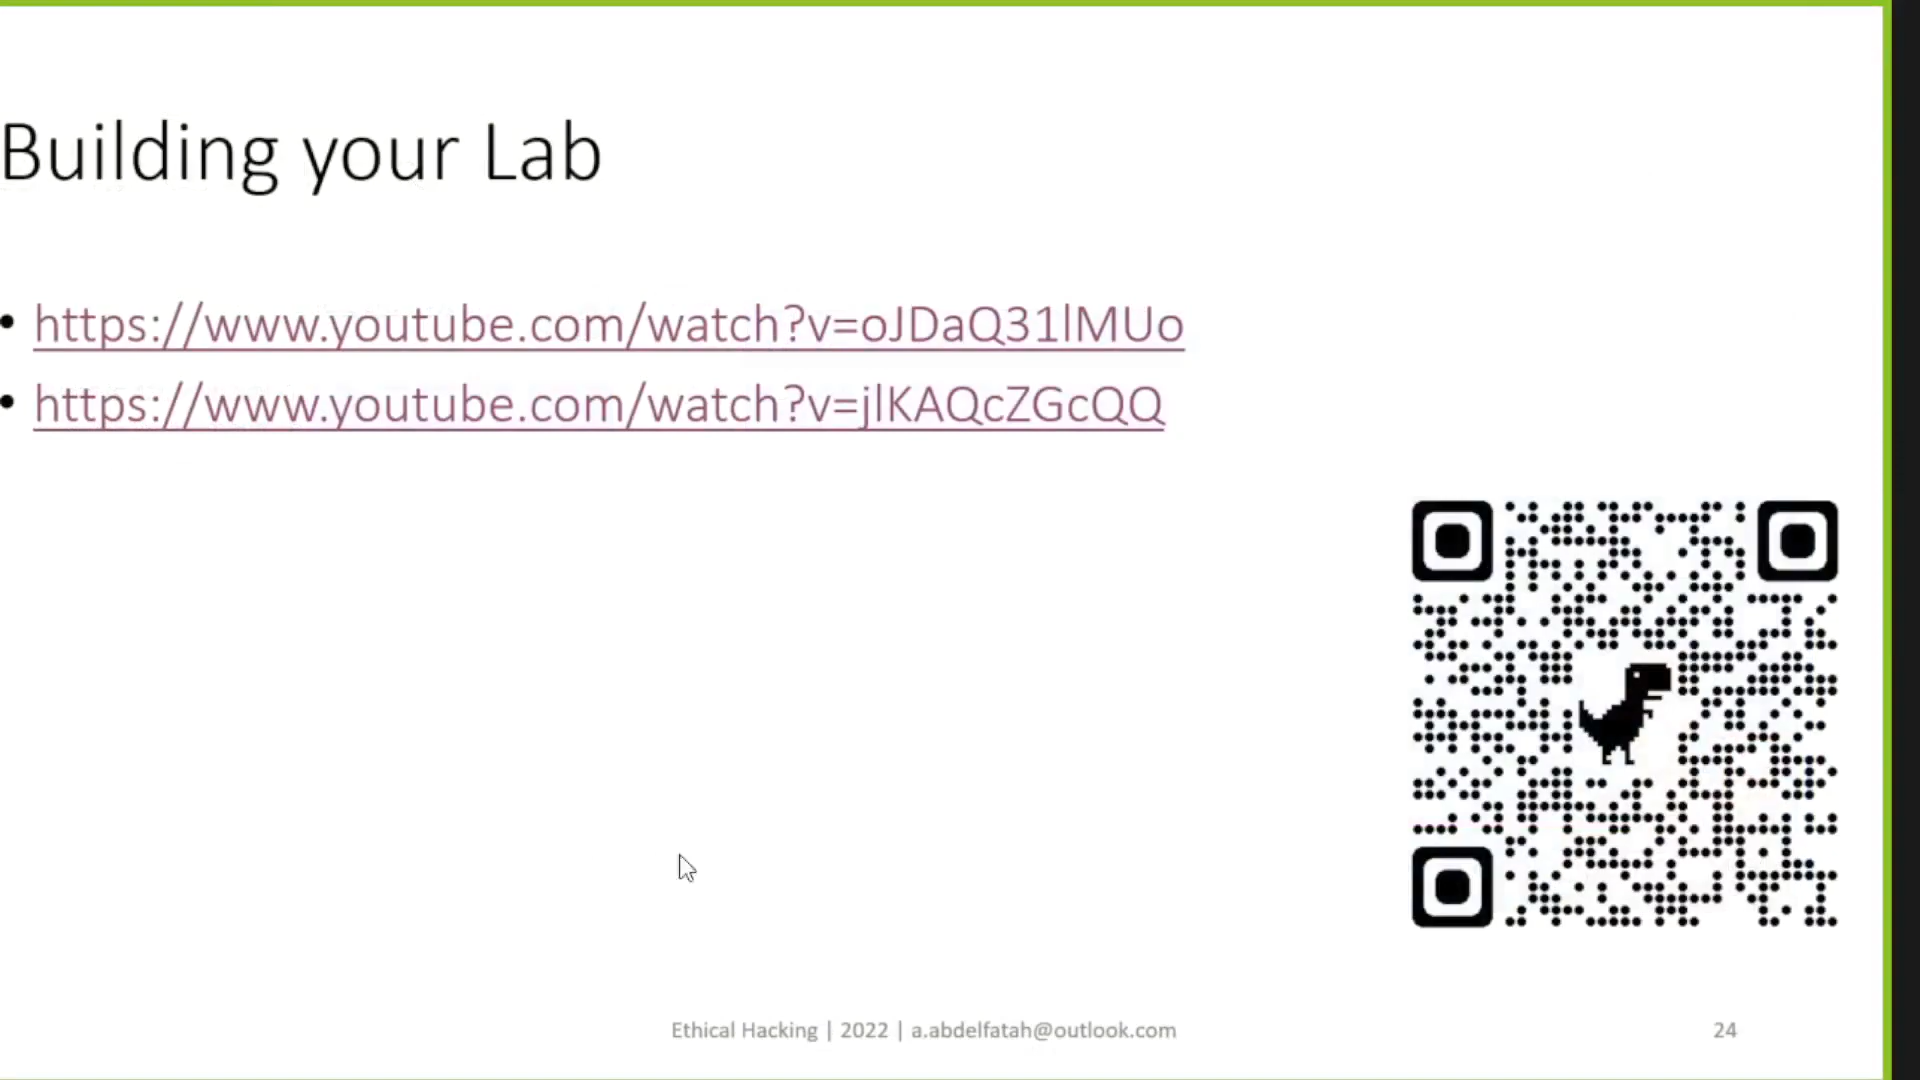 Building your Lab
• https://www.youtube.com/watch?v=oJDaQ31lMUo
• https://www.youtube.com/watch?v=jlKAQcZGcQQ
Ethical Hacking | 2022 | a.abdelfatah@outlook.com
24